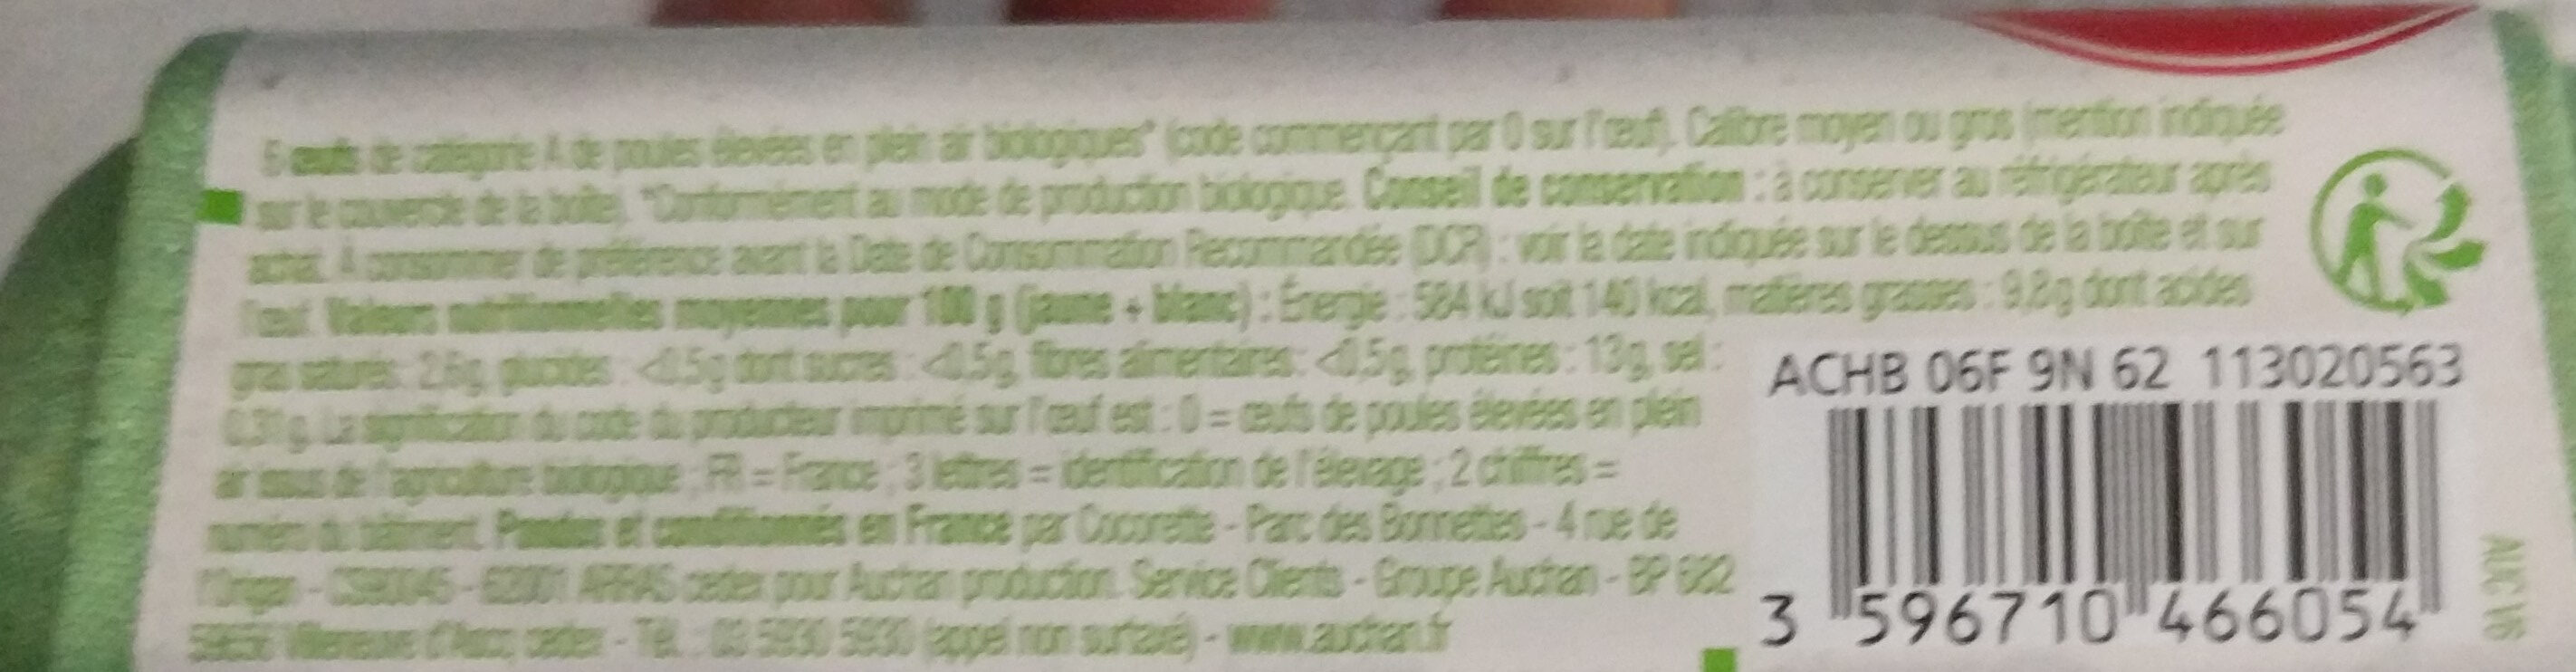 6 œufs de catégorie A de poules élevées en plein air biologiques* (code commençant par 0 sur l'œuf). Calibre moyen ou gros (mention indiquée
sur le couvercle de la boîte). *Conformément au mode de production biologique. Conseil de conservation : à conserver au réfrigérateur après
achat. A consommer de préférence avant la Date de Consommation Recommandée (DCR) : voir la date indiquée sur le dessus de la boîte et sur
l'œuf. Valeurs nutritionnelles moyennes pour 100 g (jaune + blanc) : Énergie : 584 kJ soit 140 kcal, matières grasses : 9,8g dont acides
gras saturés: 2,6g, glucides : <0,5g dont sucres : <0,5g, fibres alimentaires: <0,5g, protéines : 13g, sel :
0,31g. La signification du code du producteur imprimé sur l'œuf est : 0 = œufs de poules élevées en plein
air issus de l'agriculture biologique ; FR = France ; 3 lettres = identification de l'élevage ; 2 chiffres =
numéro du bâtiment. Pondus et conditionnés en France par Cocorette - Parc des Bonnettes - 4 rue de
l'Origan - 62001 ARRAS cedex pour Auchan production. Service Clients - Groupe Auchan - BP 682
Villeneuve d'Ascq cedex - Tél. : 03 5930 5930 (appel non surtaxé) - www.auchan.fr
ACHB 06F 9N 62 113020563
3 596710 466054
AUC V16